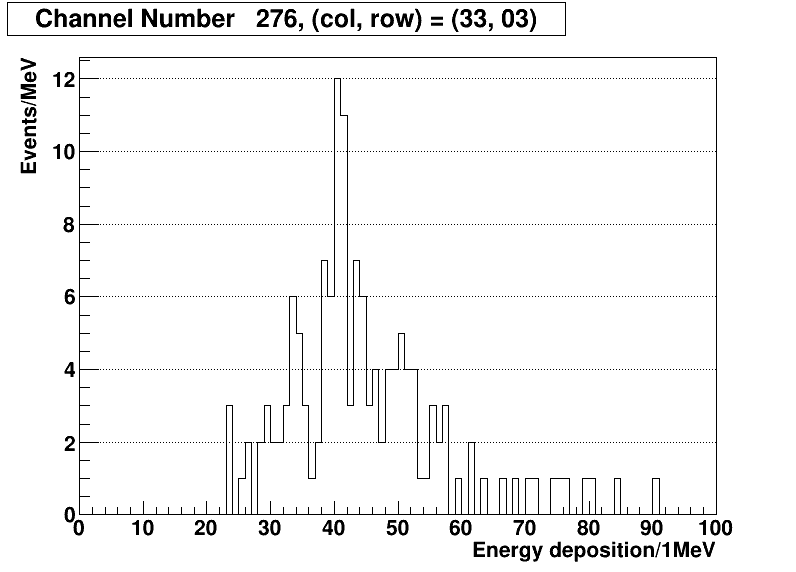 Channel Number 276, (col, row) = (33, 03)
Events/MeV
12
10
8
6
4
2
0
0 10 20 30 40 50 60 70 80 90 100
Energy deposition/1MeV